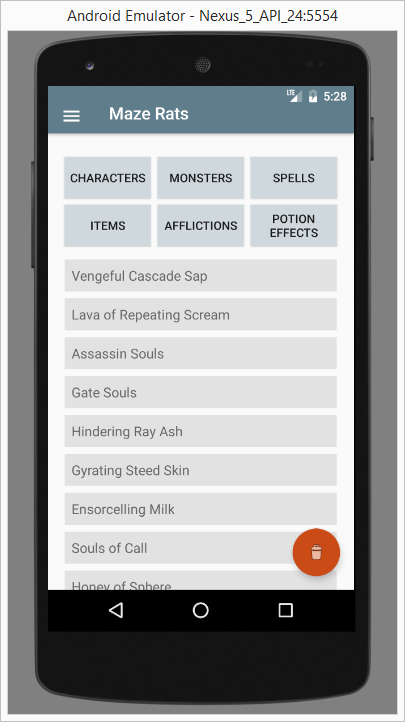 Android Emulator - Nexus_5_API_24:5554
LTE 5:28
Maze Rats
CHARACTERS MONSTERS SPELLS
ITEMS AFFLICTIONS POTION
EFFECTS
Vengeful Cascade Sap
Lava of Repeating Scream
Assassin Souls
Gate Souls
Hindering Ray Ash
Gyrating Steed Skin
Ensorcelling Milk
Souls of Call
Honey of Sphere